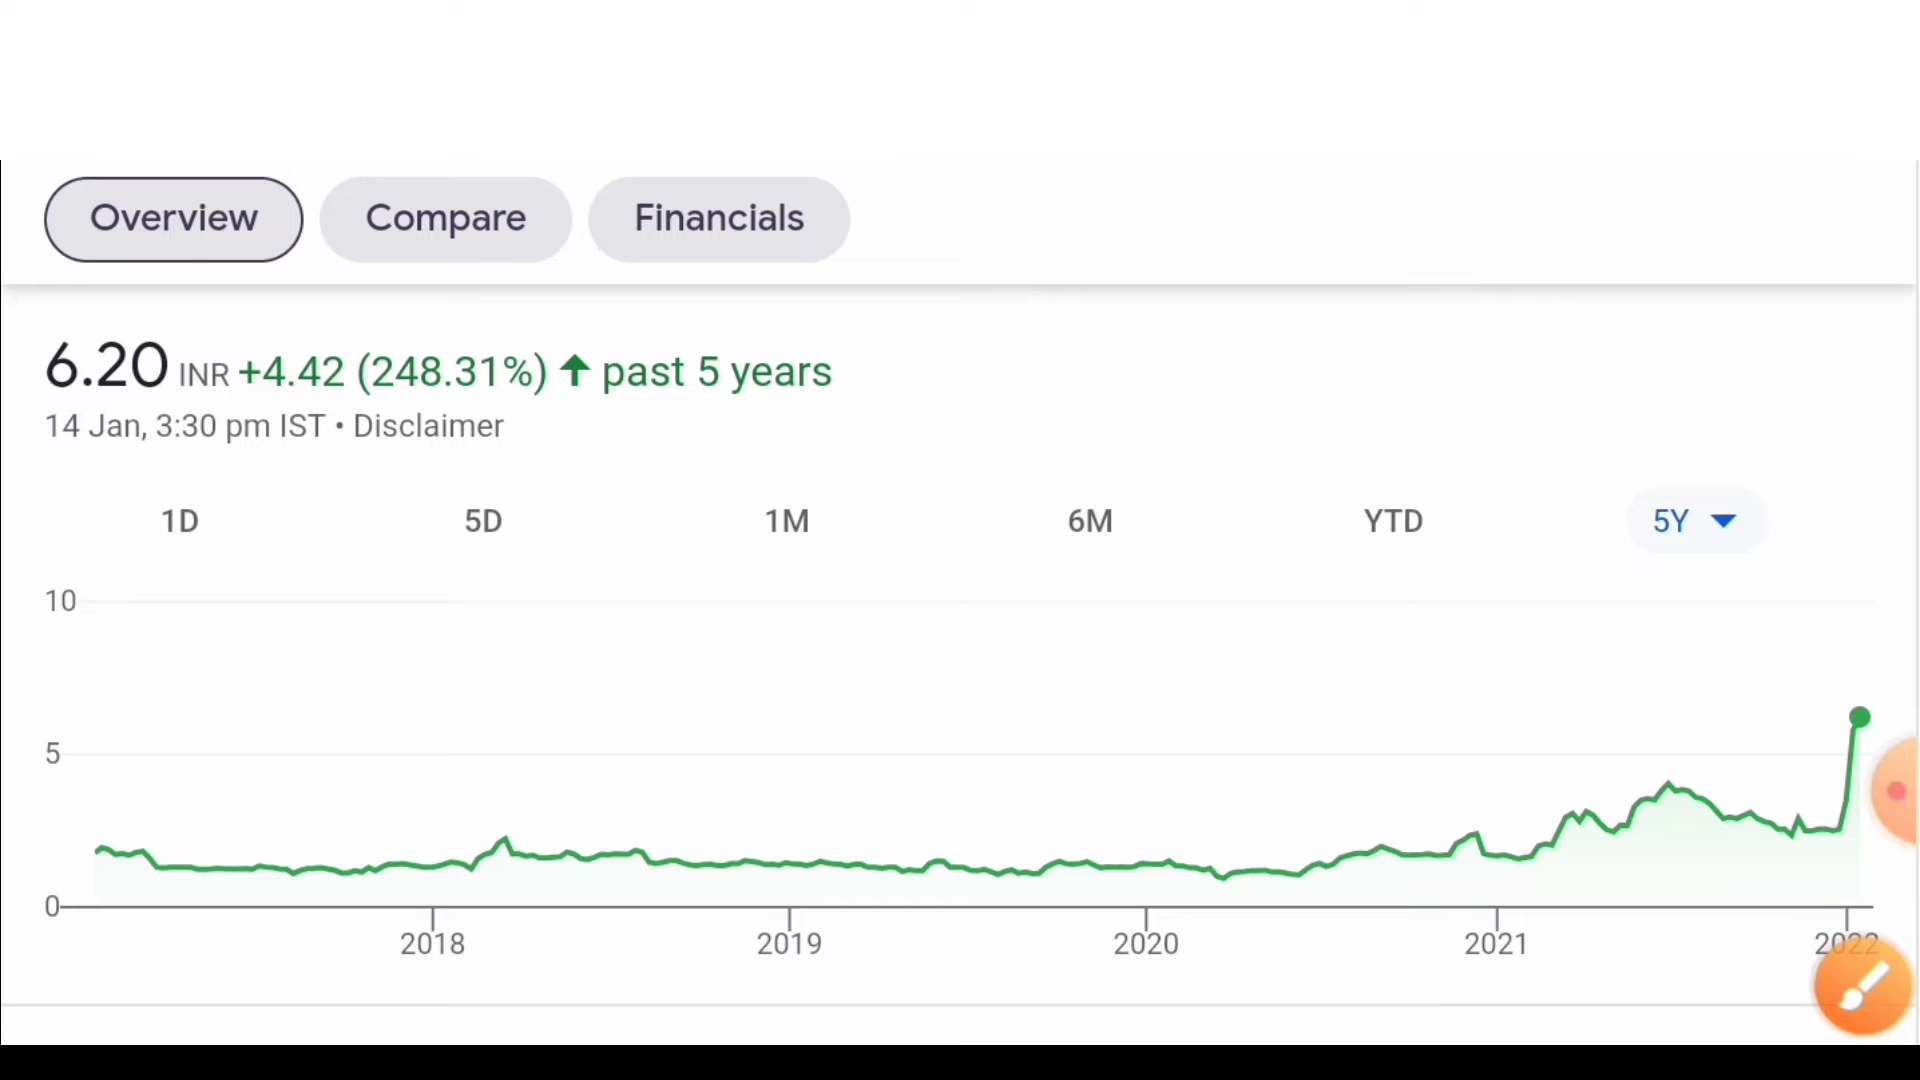 Overview Compare Financials
6.20 INR +4.42 (248.31%) ↑ past 5 years
14 Jan, 3:30 pm IST • Disclaimer
1D 5D 1M 6M YTD 5Y
10
5
0
2018 2019 2020 2021 2022